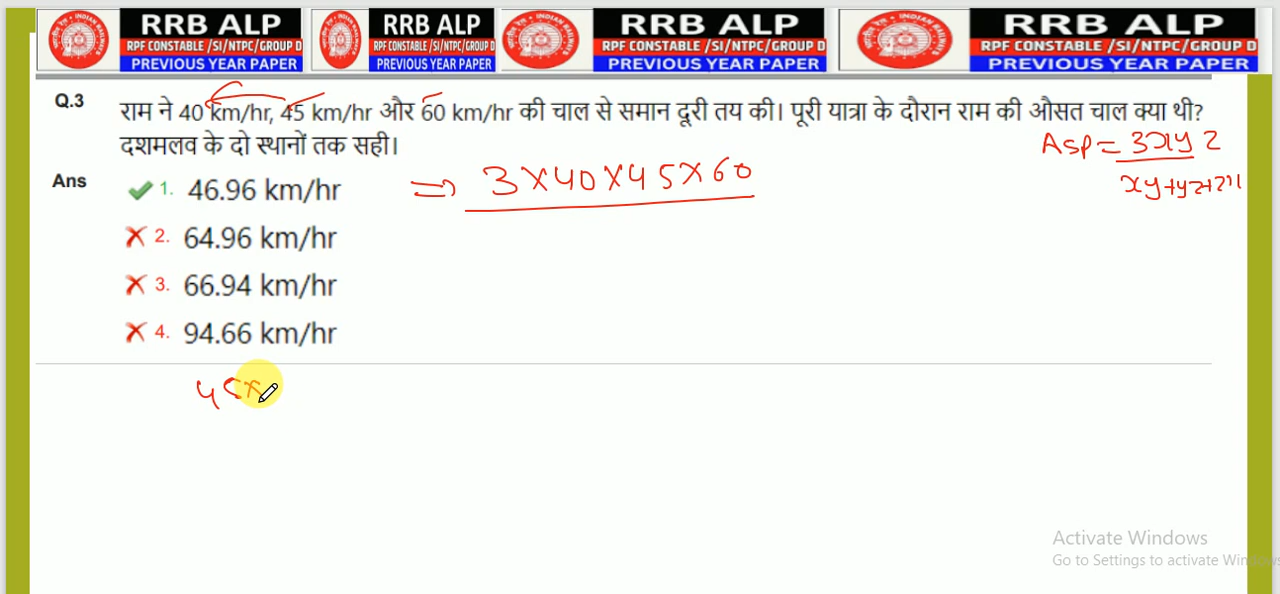 RRB ALP
RPF CONSTABLE /SI/NTPC/GROUP D
PREVIOUS YEAR PAPER
RRB ALP
RPF CONSTABLE /SI/NTPC/GROUP D
PREVIOUS YEAR PAPER
RRB ALP
RPF CONSTABLE /SI/NTPC/GROUP D
PREVIOUS YEAR PAPER
RRB ALP
RPF CONSTABLE /SI/NTPC/GROUP D
PREVIOUS YEAR PAPER
Q.3 राम ने 40 km/hr, 45 km/hr और 60 km/hr की चाल से समान दूरी तय की। पूरी यात्रा के दौरान राम की औसत चाल क्या थी?
दशमलव के दो स्थानों तक सही।
Asp = 3xyz
xy+yz+zx
Ans 1. 46.96 km/hr
⇒ 3×40×45×60
2. 64.96 km/hr
3. 66.94 km/hr
4. 94.66 km/hr
45×
Activate Windows
Go to Settings to activate Windows